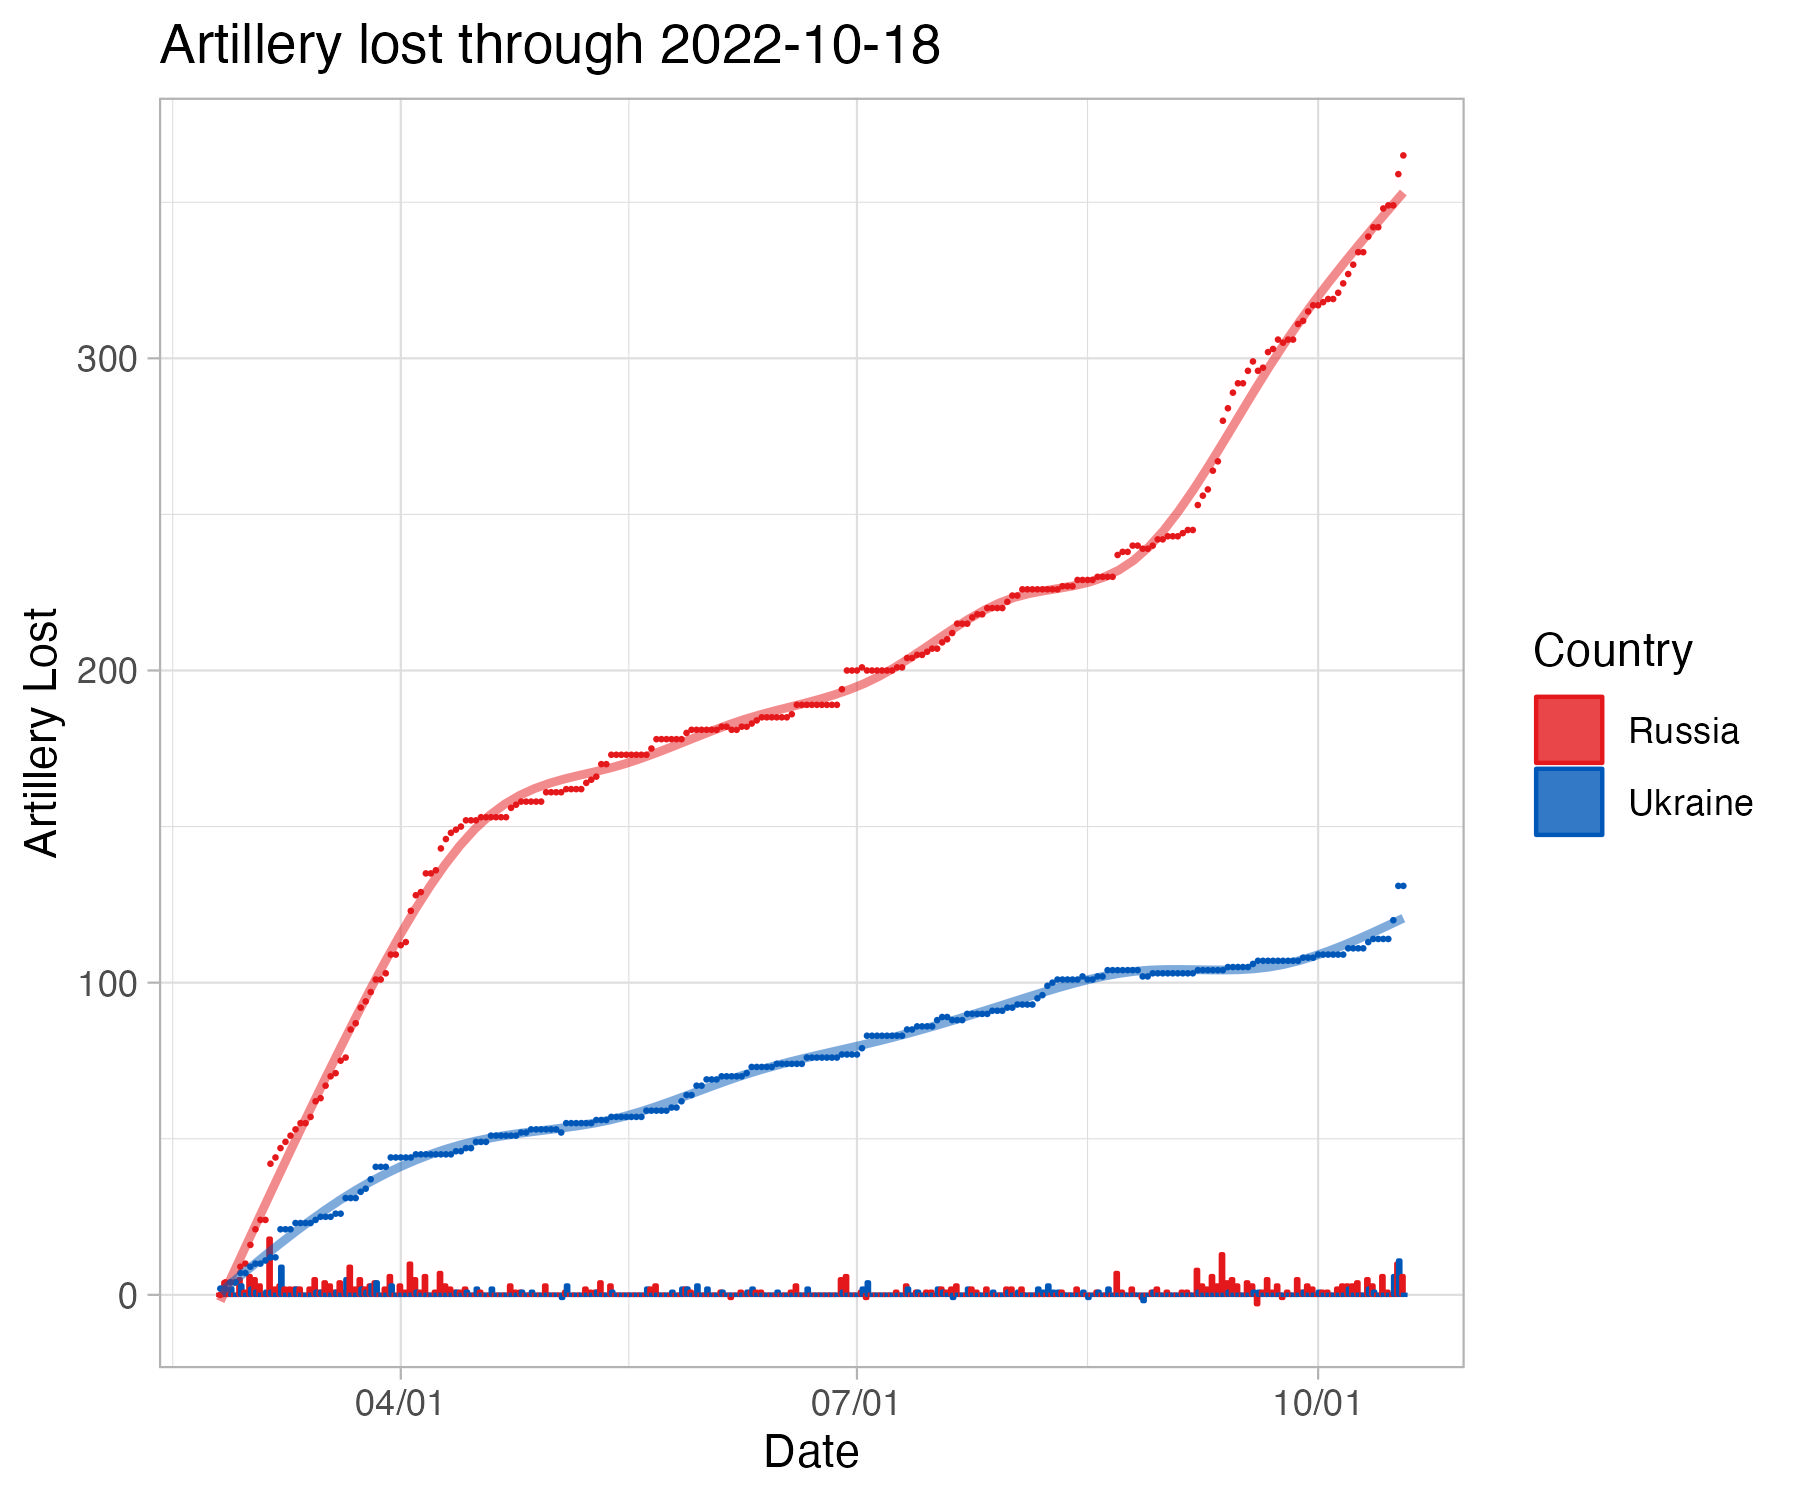 Artillery lost through 2022-10-18
Artillery Lost
300
200
100
0
04/01
07/01
10/01
Date
Country
Russia
Ukraine